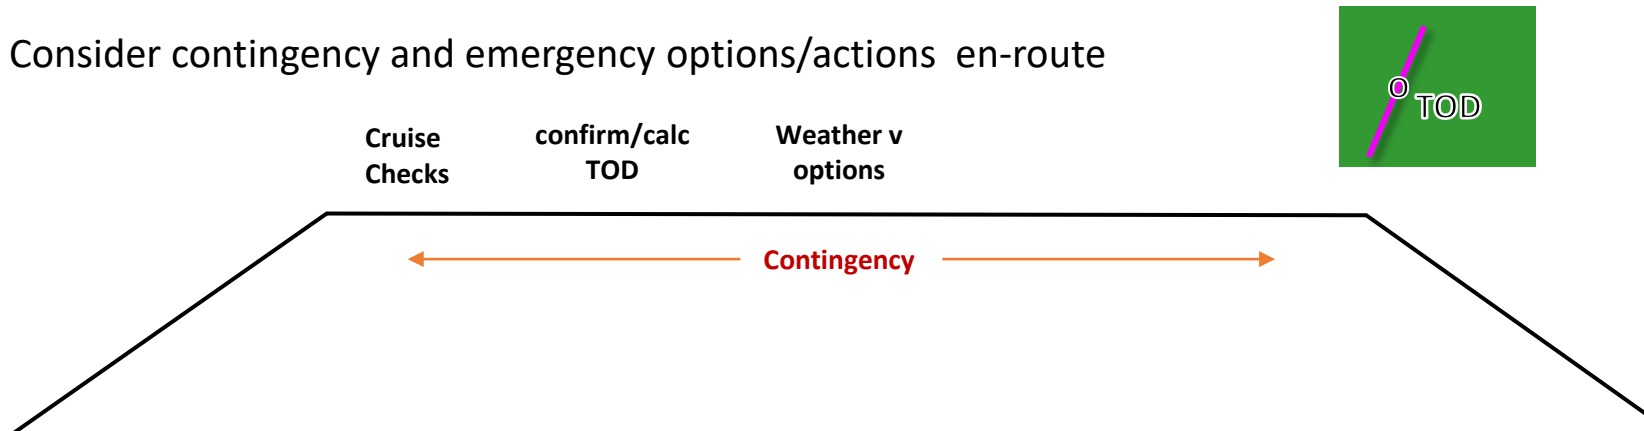 Consider contingency and emergency options/actions  en-route
O
TOD
Cruise
Checks
confirm/calc
TOD
Weather v
options
Contingency